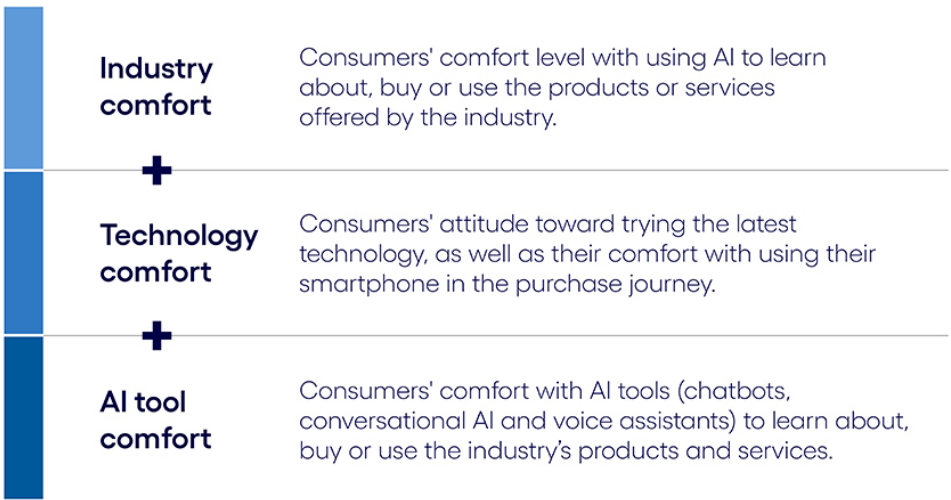 Industry
comfort
Consumers' comfort level with using AI to learn
about, buy or use the products or services
offered by the industry.
+
Technology
comfort
Consumers' attitude toward trying the latest
technology, as well as their comfort with using their
smartphone in the purchase journey.
+
AI tool
comfort
Consumers' comfort with AI tools (chatbots,
conversational AI and voice assistants) to learn about,
buy or use the industry’s products and services.